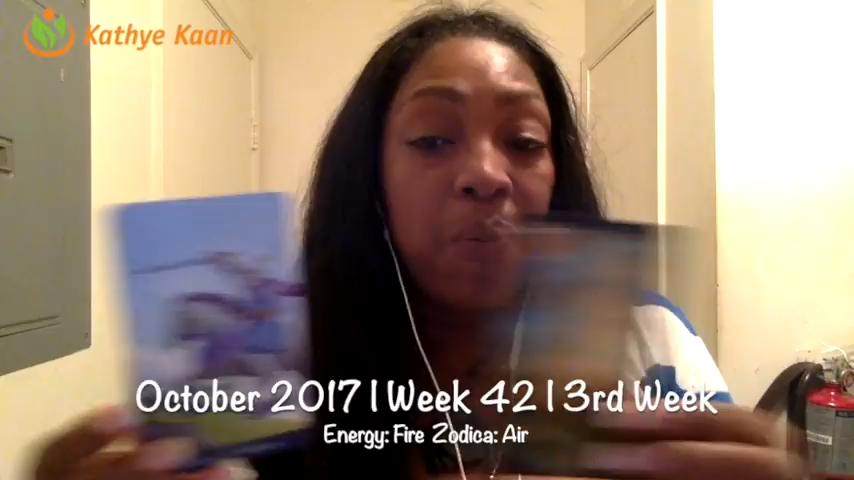 Kathye Kaan
October 2017 | Week 42 | 3rd Week
Energy: Fire Zodica: Air